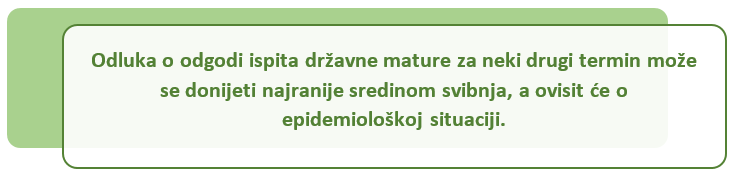 Odluka o odgodi ispita državne mature za neki drugi termin može
se donijeti najranije sredinom svibnja, a ovisit će o
epidemiološkoj situaciji.